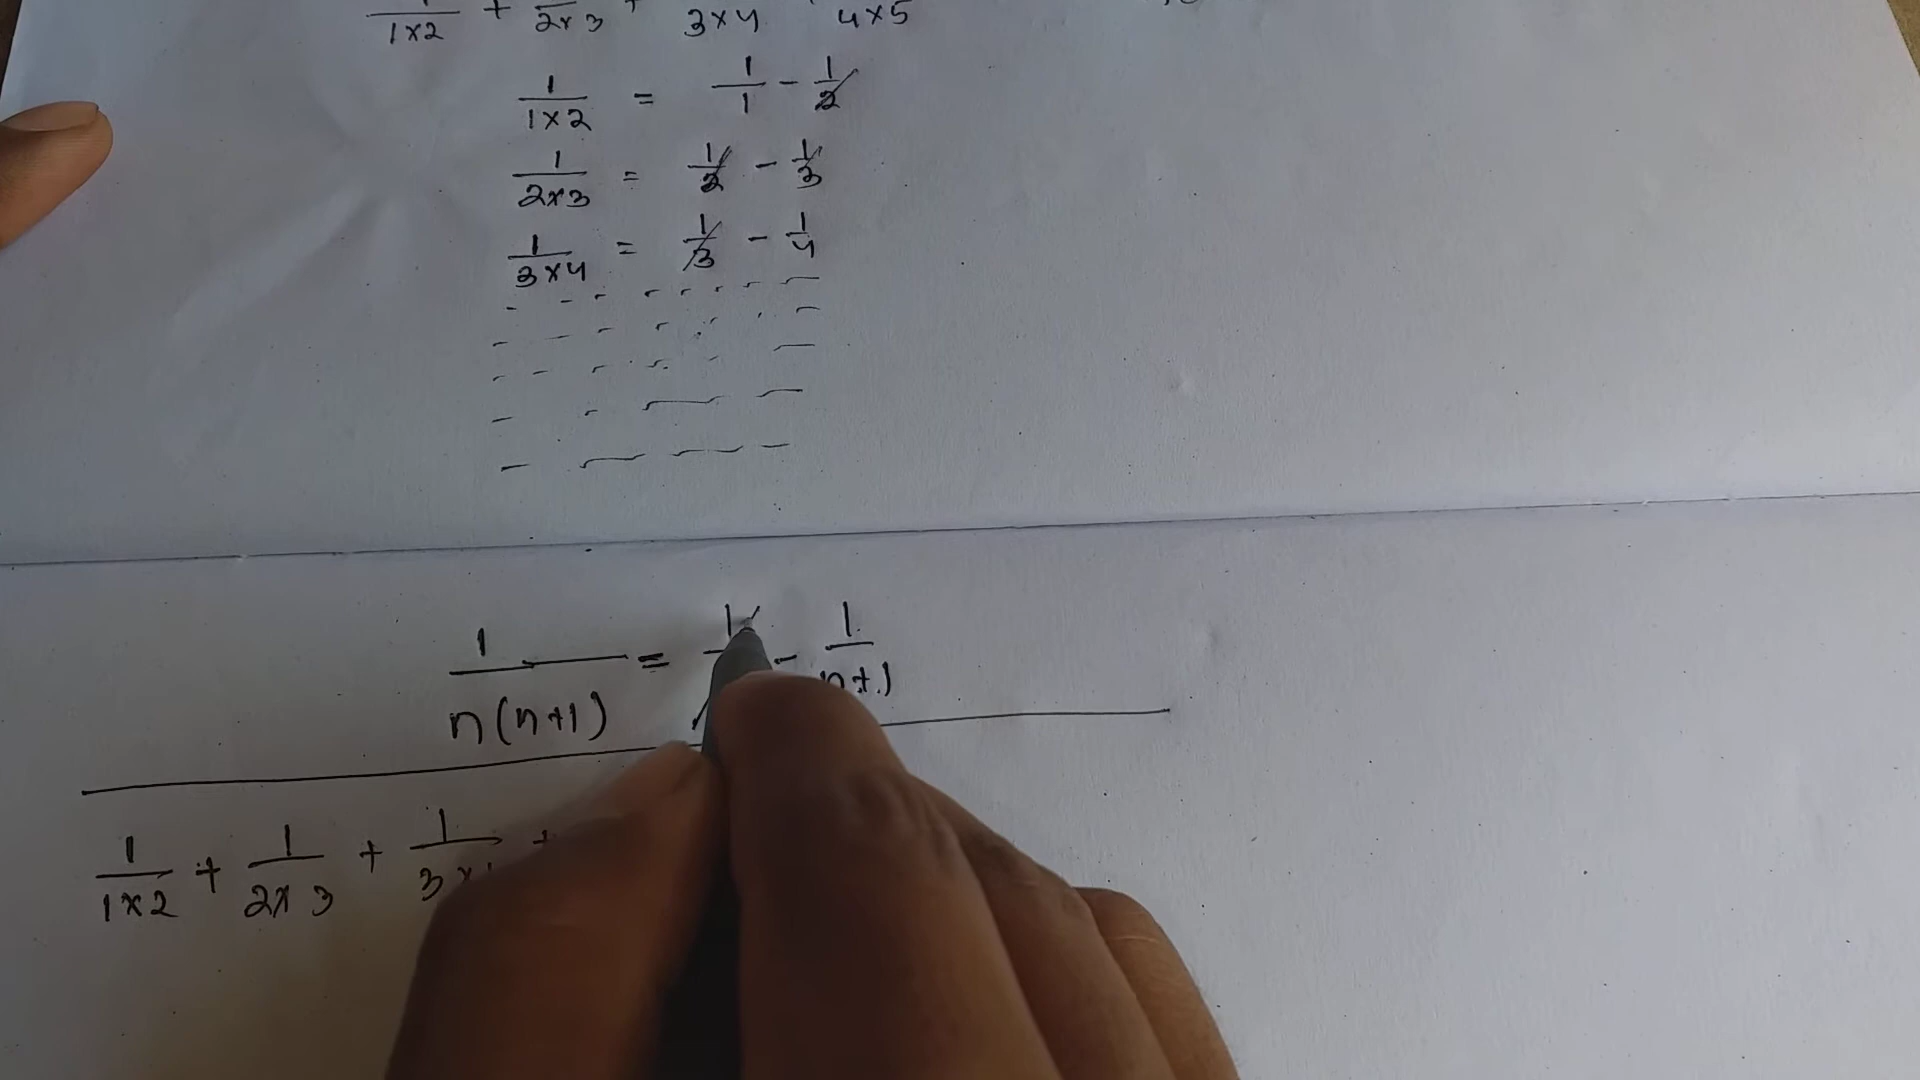 1/1×2 + 1/2×3 + 3×4 4×5
1/1×2 = 1/1 - 1/2
1/2×3 = 1/2 - 1/3
1/3×4 = 1/3 - 1/4
1/n(n+1) = 1 - 1/n+1
1/1×2 + 1/2×3 + 1/3× +